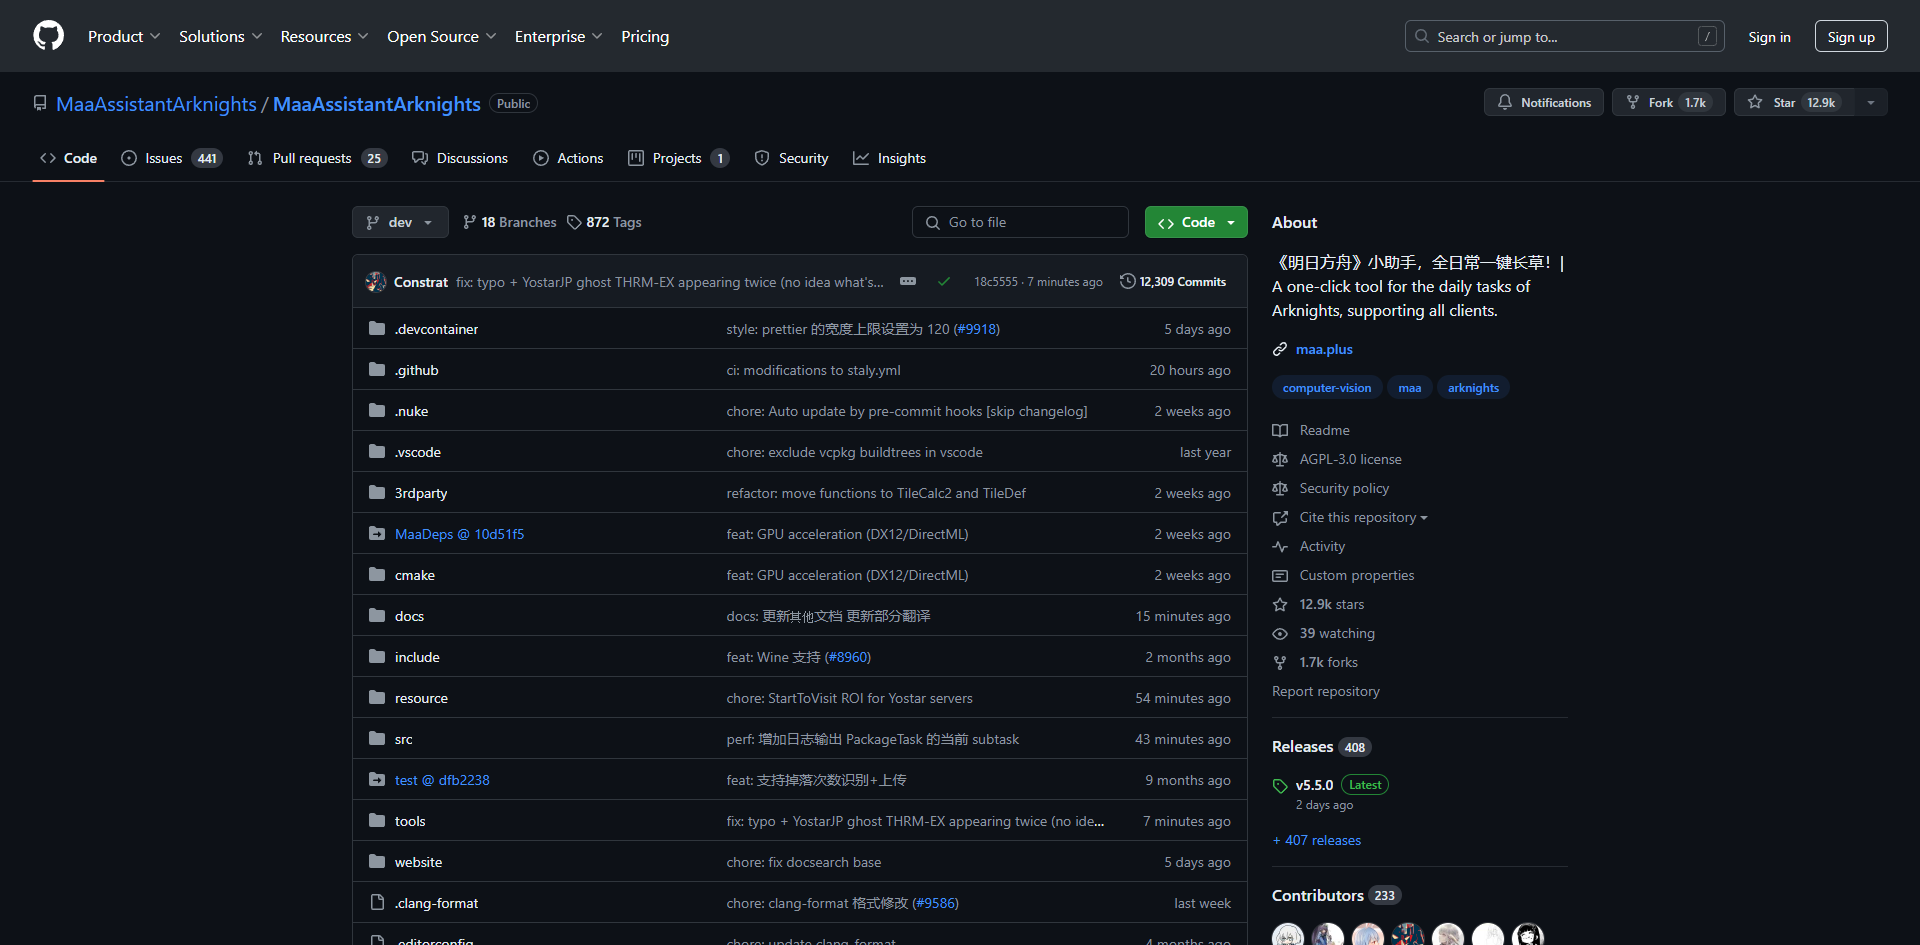 Product Solutions Resources Open Source Enterprise Pricing Search or jump to... / Sign in Sign up
MaaAssistantArknights / MaaAssistantArknights Public Notifications Fork 1.7k Star 12.9k
Code Issues 441 Pull requests 25 Discussions Actions Projects 1 Security Insights
dev 18 Branches 872 Tags Go to file Code
Constrat fix: typo + YostarJP ghost THRM-EX appearing twice (no idea what's... 18c5555 · 7 minutes ago 12,309 Commits
.devcontainer style: prettier 的宽度上限设置为 120 (#9918) 5 days ago
.github ci: modifications to staly.yml 20 hours ago
.nuke chore: Auto update by pre-commit hooks [skip changelog] 2 weeks ago
.vscode chore: exclude vcpkg buildtrees in vscode last year
3rdparty refactor: move functions to TileCalc2 and TileDef 2 weeks ago
MaaDeps @ 10d51f5 feat: GPU acceleration (DX12/DirectML) 2 weeks ago
cmake feat: GPU acceleration (DX12/DirectML) 2 weeks ago
docs docs: 更新其他文档 更新部分翻译 15 minutes ago
include feat: Wine 支持 (#8960) 2 months ago
resource chore: StartToVisit ROI for Yostar servers 54 minutes ago
src perf: 增加日志输出 PackageTask 的当前 subtask 43 minutes ago
test @ dfb2238 feat: 支持掉落次数识别+上传 9 months ago
tools fix: typo + YostarJP ghost THRM-EX appearing twice (no ide... 7 minutes ago
website chore: fix docsearch base 5 days ago
.clang-format chore: clang-format 格式修改 (#9586) last week
.editorconfig chore: update clang-format 4 months ago
About
《明日方舟》小助手，全日常一键长草！|
A one-click tool for the daily tasks of
Arknights, supporting all clients.
maa.plus
computer-vision maa arknights
Readme
AGPL-3.0 license
Security policy
Cite this repository
Activity
Custom properties
12.9k stars
39 watching
1.7k forks
Report repository
Releases 408
v5.5.0 Latest
2 days ago
+ 407 releases
Contributors 233